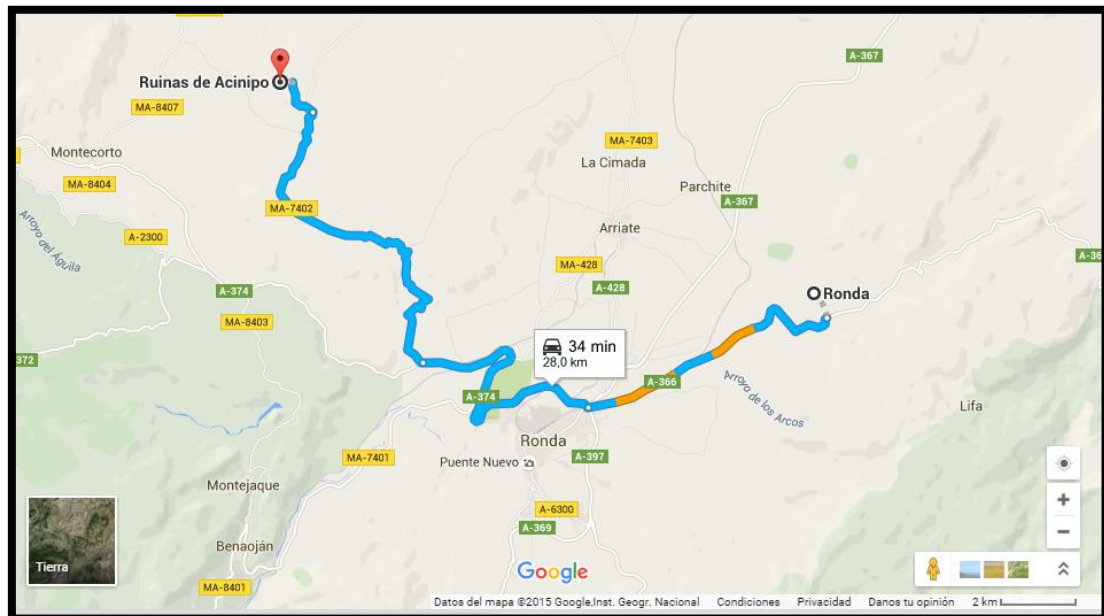 A-367
Ruinas de Acinipo
MA-8407
MA-7403
Montecorto
La Cimada
MA-8404
Parchite
A-367
MA-7402
Arriate
Arroyo del Águila
A-2300
A-36
MA-428
A-374
A-428
Ronda
MA-8403
34 min
28,0 km
372
A-366
Arroyo de los Arcos
A-374
Lifa
Ronda
MA-7401
A-397
Puente Nuevo
Montejaque
A-6300
A-369
Benaoján
Tierra
Google
MA-8401
Datos del mapa ©2015 Google,Inst. Geogr. Nacional Condiciones Privacidad Danos tu opinión 2 km